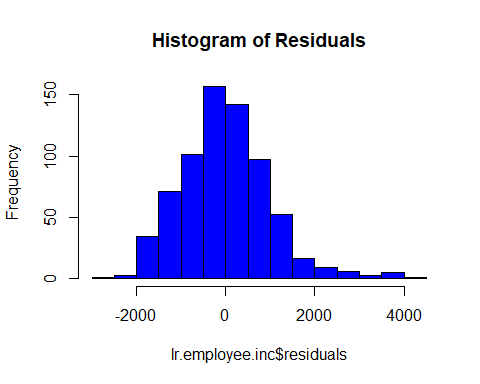 Histogram of Residuals
Frequency
150
100
50
0
-2000 0 2000 4000
lr.employee.inc$residuals